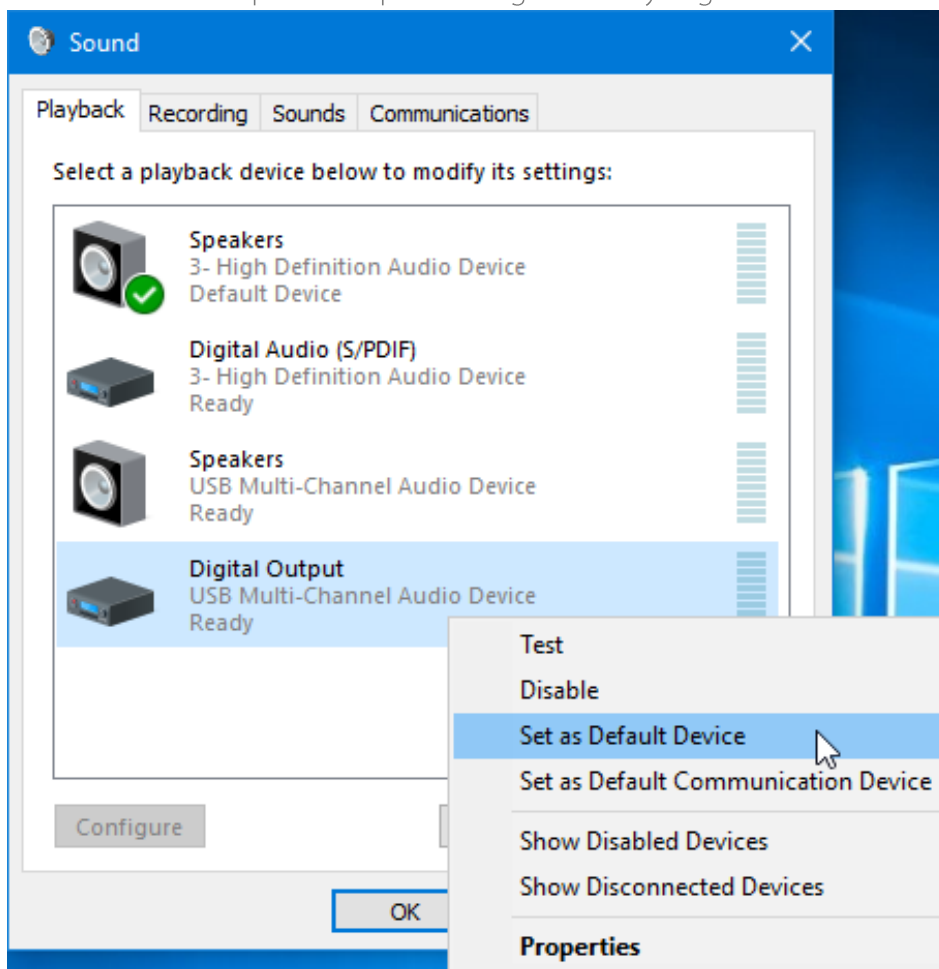 Sound
Playback Recording Sounds Communications
Select a playback device below to modify its settings:
Speakers
3- High Definition Audio Device
Default Device
Digital Audio (S/PDIF)
3- High Definition Audio Device
Ready
Speakers
USB Multi-Channel Audio Device
Ready
Digital Output
USB Multi-Channel Audio Device
Ready
Test
Disable
Set as Default Device
Set as Default Communication Device
Show Disabled Devices
Show Disconnected Devices
Properties
Configure
OK